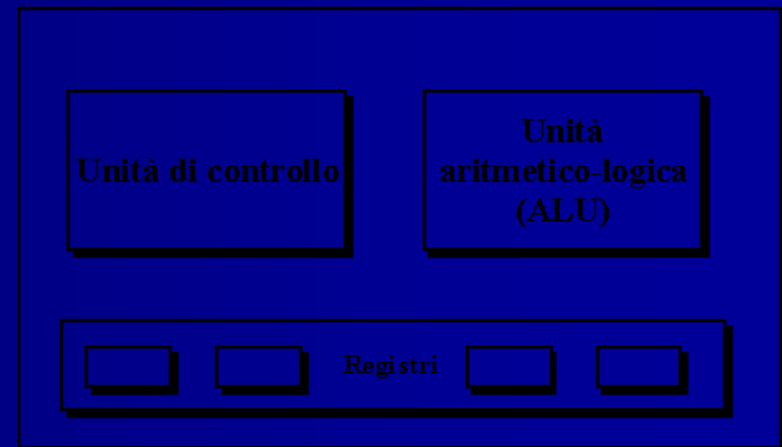 Unità di controllo
Unità
aritmetico-logica
(ALU)
Registri